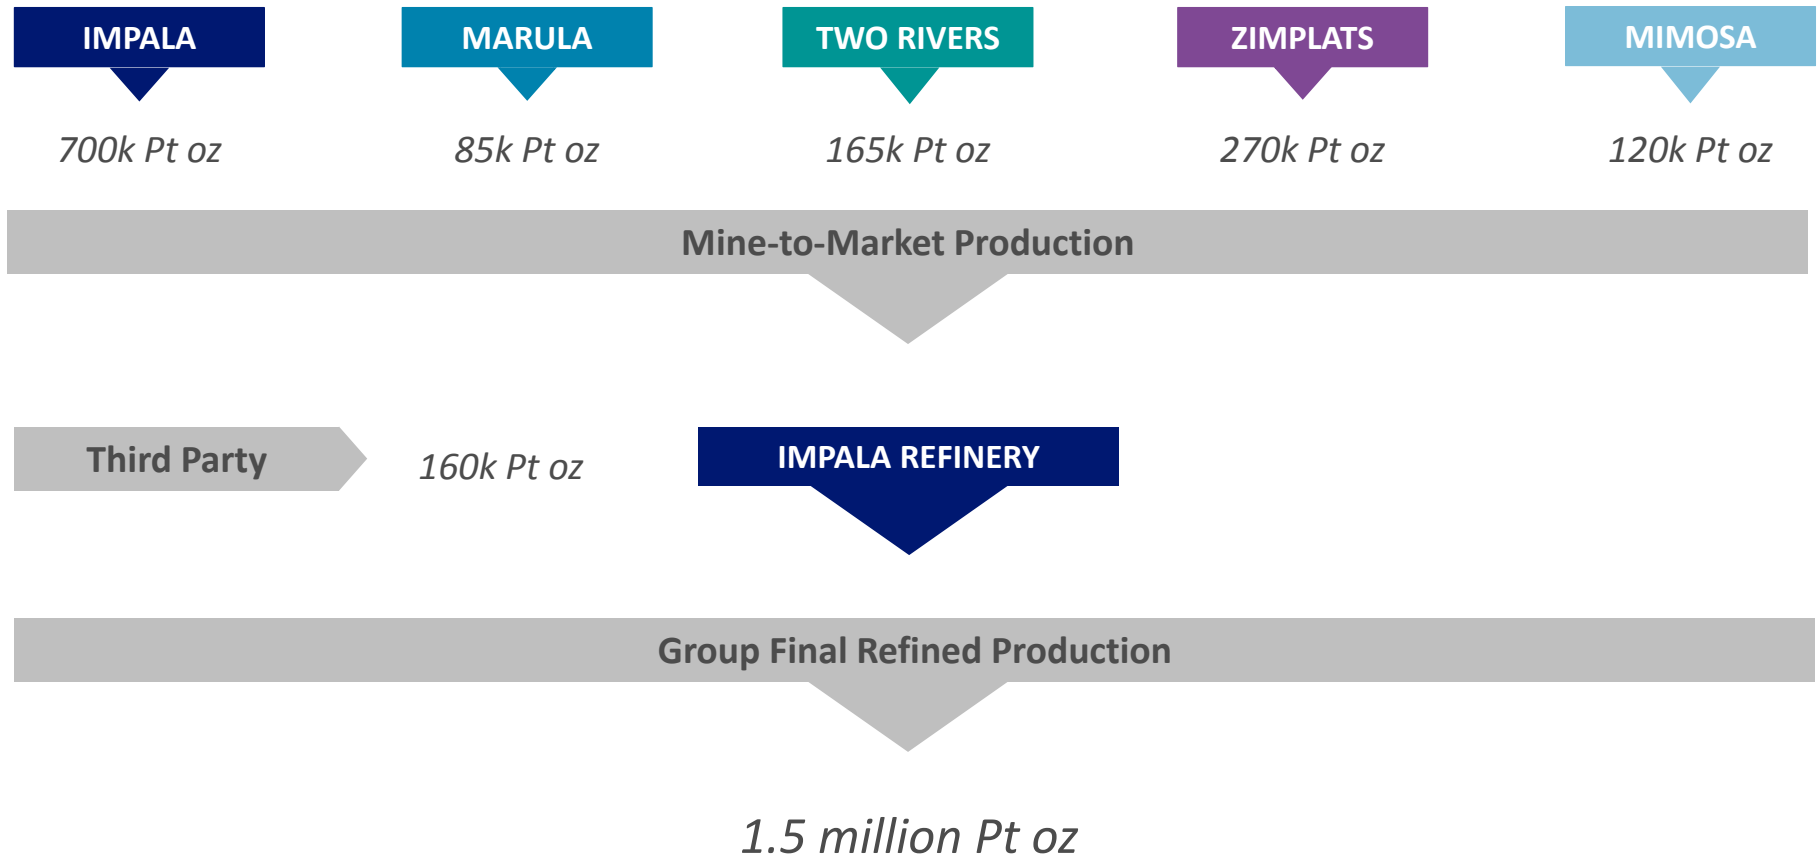 IMPALA
MARULA
TWO RIVERS
ZIMPLATS
MIMOSA
700k Pt oz
85k Pt oz
165k Pt oz
270k Pt oz
120k Pt oz
Mine-to-Market Production
Third Party
160k Pt oz
IMPALA REFINERY
Group Final Refined Production
1.5 million Pt oz